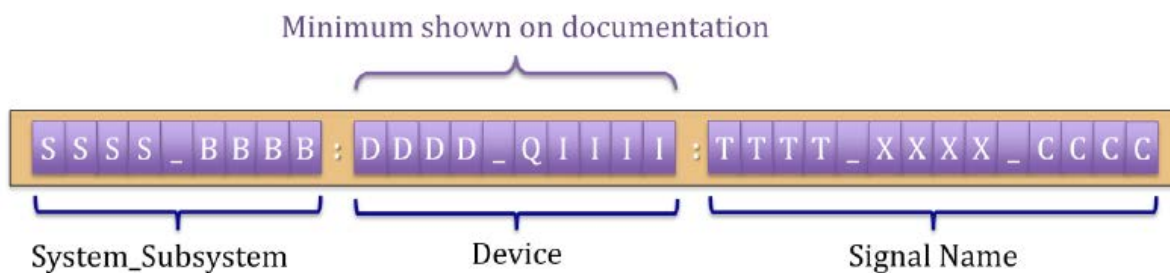 Minimum shown on documentation
SSSS_BBBB:DDDD_QIIII:TTTT_XXXX_CCCC
System_Subsystem Device Signal Name